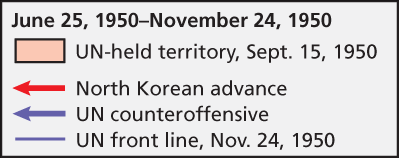 June 25, 1950–November 24, 1950
UN-held territory, Sept. 15, 1950
North Korean advance
UN counteroffensive
UN front line, Nov. 24, 1950